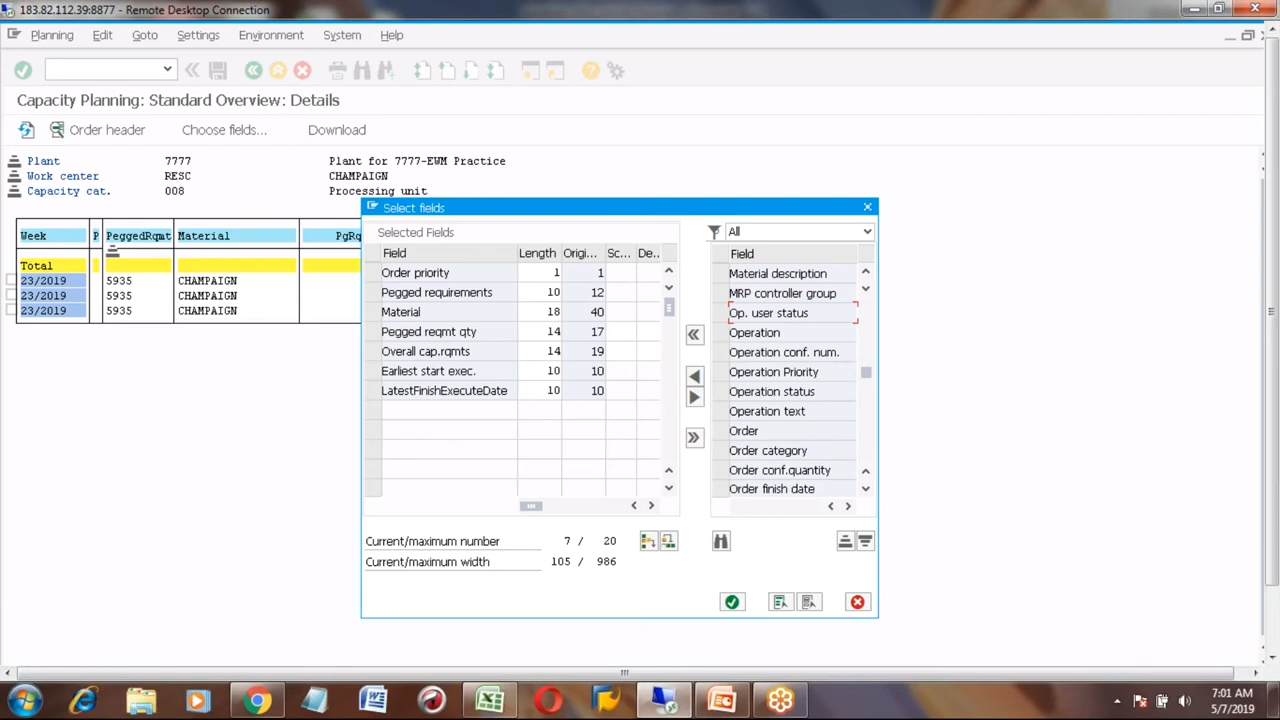 183.82.112.39:8877 - Remote Desktop Connection
Planning Edit Goto Settings Environment System Help
Capacity Planning: Standard Overview: Details
Order header Choose fields... Download
Plant 7777 Plant for 7777-EWM Practice
Work center RESC CHAMPAIGN
Capacity cat. 008 Processing unit
Week P PeggedRqmt Material PgRq
Total
23/2019 5935 CHAMPAIGN
23/2019 5935 CHAMPAIGN
23/2019 5935 CHAMPAIGN
Select fields
Selected Fields
Field Length Origi... Sc... De..
Order priority 1 1
Pegged requirements 10 12
Material 18 40
Pegged reqmt qty 14 17
Overall cap.rqmts 14 19
Earliest start exec. 10 10
LatestFinishExecuteDate 10 10
Current/maximum number 7 / 20
Current/maximum width 105 / 986
All
Field
Material description
MRP controller group
Op. user status
Operation
Operation conf. num.
Operation Priority
Operation status
Operation text
Order
Order category
Order conf.quantity
Order finish date
7:01 AM
5/7/2019